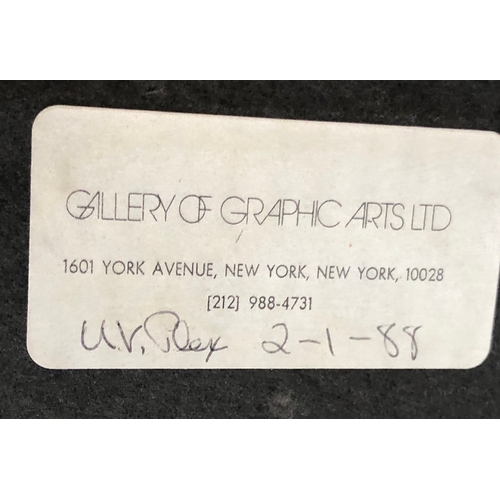 GALLERY OF GRAPHIC ARTS LTD
1601 YORK AVENUE, NEW YORK, NEW YORK, 10028
[212] 988-4731
U.V. Plex 2-1-88